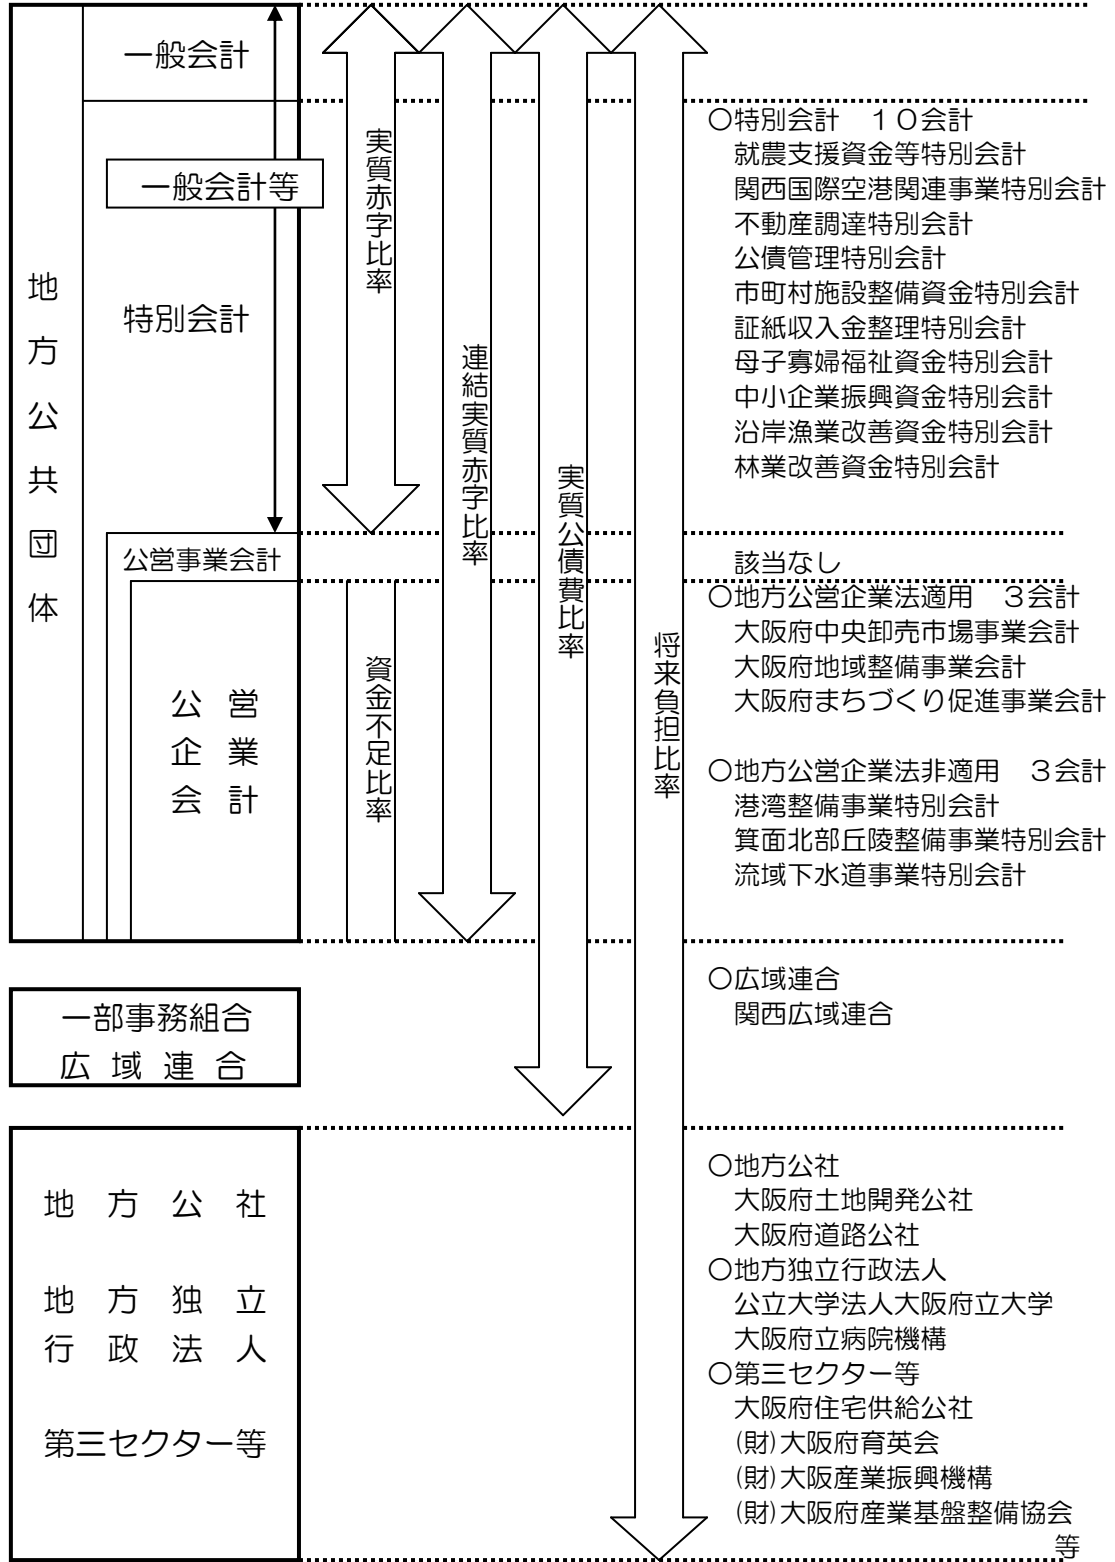 地方公共団体
一般会計
一般会計等
特別会計
公営事業会計
公営
企業
会計
実質赤字比率
資金不足比率
連結実質赤字比率
実質公債費比率
将来負担比率
○特別会計　１０会計
就農支援資金等特別会計
関西国際空港関連事業特別会計
不動産調達特別会計
公債管理特別会計
市町村施設整備資金特別会計
証紙収入金整理特別会計
母子寡婦福祉資金特別会計
中小企業振興資金特別会計
沿岸漁業改善資金特別会計
林業改善資金特別会計
該当なし
○地方公営企業法適用　３会計
大阪府中央卸売市場事業会計
大阪府地域整備事業会計
大阪府まちづくり促進事業会計
○地方公営企業法非適用　３会計
港湾整備事業特別会計
箕面北部丘陵整備事業特別会計
流域下水道事業特別会計
一部事務組合
広域連合
○広域連合
関西広域連合
地方公社
地方独立
行政法人
第三セクター等
○地方公社
大阪府土地開発公社
大阪府道路公社
○地方独立行政法人
公立大学法人大阪府立大学
大阪府立病院機構
○第三セクター等
大阪府住宅供給公社
(財)大阪府育英会
(財)大阪産業振興機構
(財)大阪府産業基盤整備協会
等